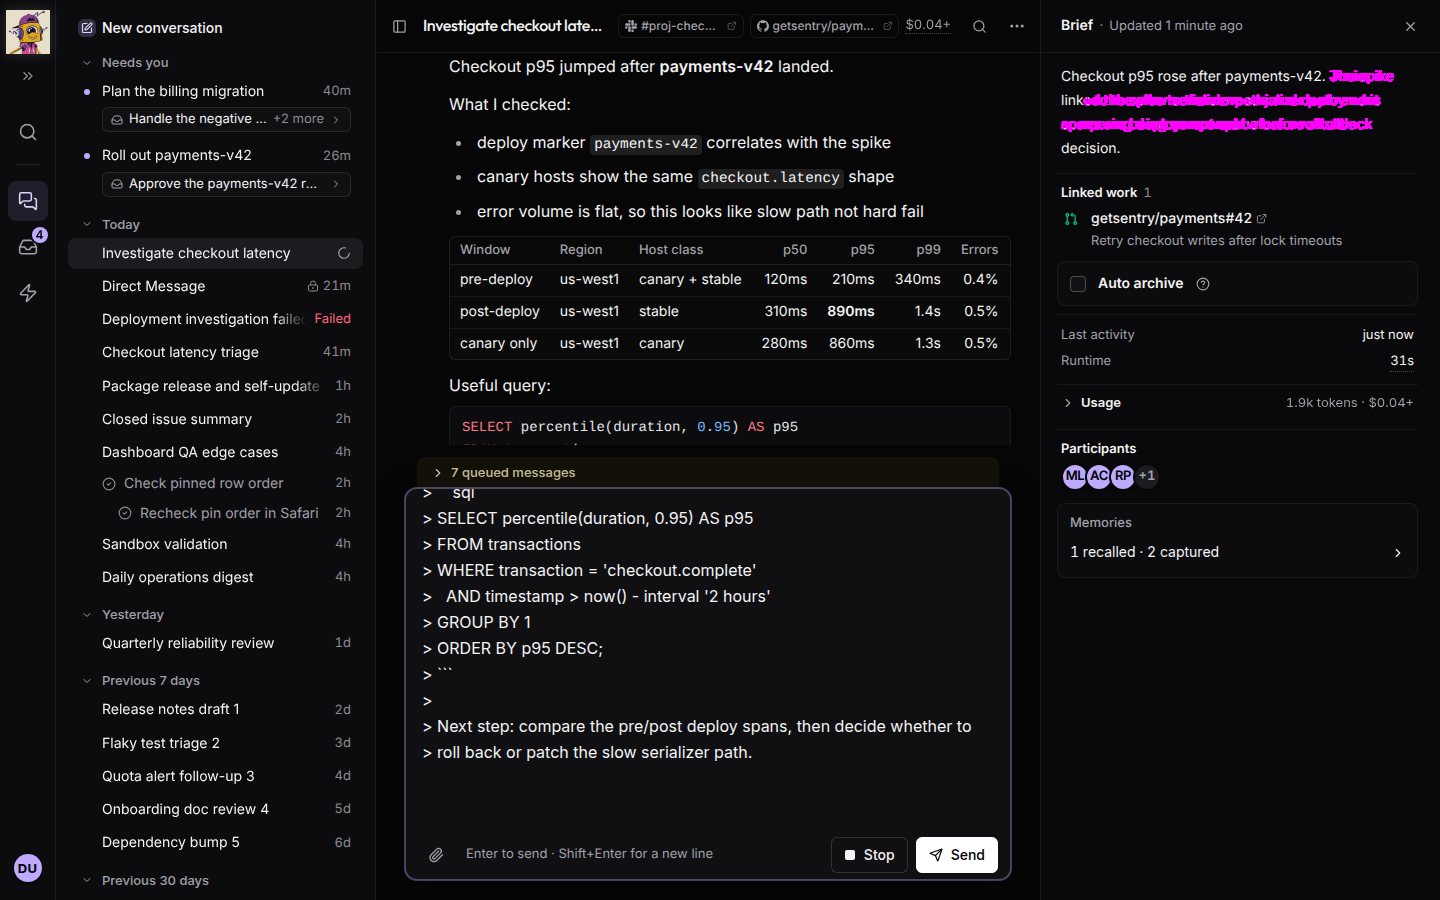 New conversation
Needs you
Plan the billing migration 40m
Handle the negative ... +2 more
Roll out payments-v42 26m
Approve the payments-v42 r...
Today
4
Investigate checkout latency
Direct Message 21m
Deployment investigation failed Failed
Checkout latency triage 41m
Package release and self-update 1h
Closed issue summary 2h
Dashboard QA edge cases 4h
Check pinned row order 2h
Recheck pin order in Safari 2h
Sandbox validation 4h
Daily operations digest 4h
Yesterday
Quarterly reliability review 1d
Previous 7 days
Release notes draft 1 2d
Flaky test triage 2 3d
Quota alert follow-up 3 4d
Onboarding doc review 4 5d
Dependency bump 5 6d
DU
Previous 30 days
Investigate checkout late... #proj-chec... getsentry/paym... $0.04+
Checkout p95 jumped after payments-v42 landed.
What I checked:
deploy marker payments-v42 correlates with the spike
canary hosts show the same checkout.latency shape
error volume is flat, so this looks like slow path not hard fail
Window Region Host class p50 p95 p99 Errors
pre-deploy us-west1 canary + stable 120ms 210ms 340ms 0.4%
post-deploy us-west1 stable 310ms 890ms 1.4s 0.5%
canary only us-west1 canary 280ms 860ms 1.3s 0.5%
Useful query:
SELECT percentile(duration, 0.95) AS p95
7 queued messages
> ```sql
> SELECT percentile(duration, 0.95) AS p95
> FROM transactions
> WHERE transaction = 'checkout.complete'
>   AND timestamp > now() - interval '2 hours'
> GROUP BY 1
> ORDER BY p95 DESC;
> ```
>
> Next step: compare the pre/post deploy spans, then decide whether to
> roll back or patch the slow serializer path.
Enter to send · Shift+Enter for a new line
Stop
Send
Brief · Updated 1 minute ago
Checkout p95 rose after payments-v42.
decision.
Linked work 1
getsentry/payments#42
Retry checkout writes after lock timeouts
Auto archive
Last activity just now
Runtime 31s
Usage 1.9k tokens · $0.04+
Participants
ML AC RP +1
Memories
1 recalled · 2 captured